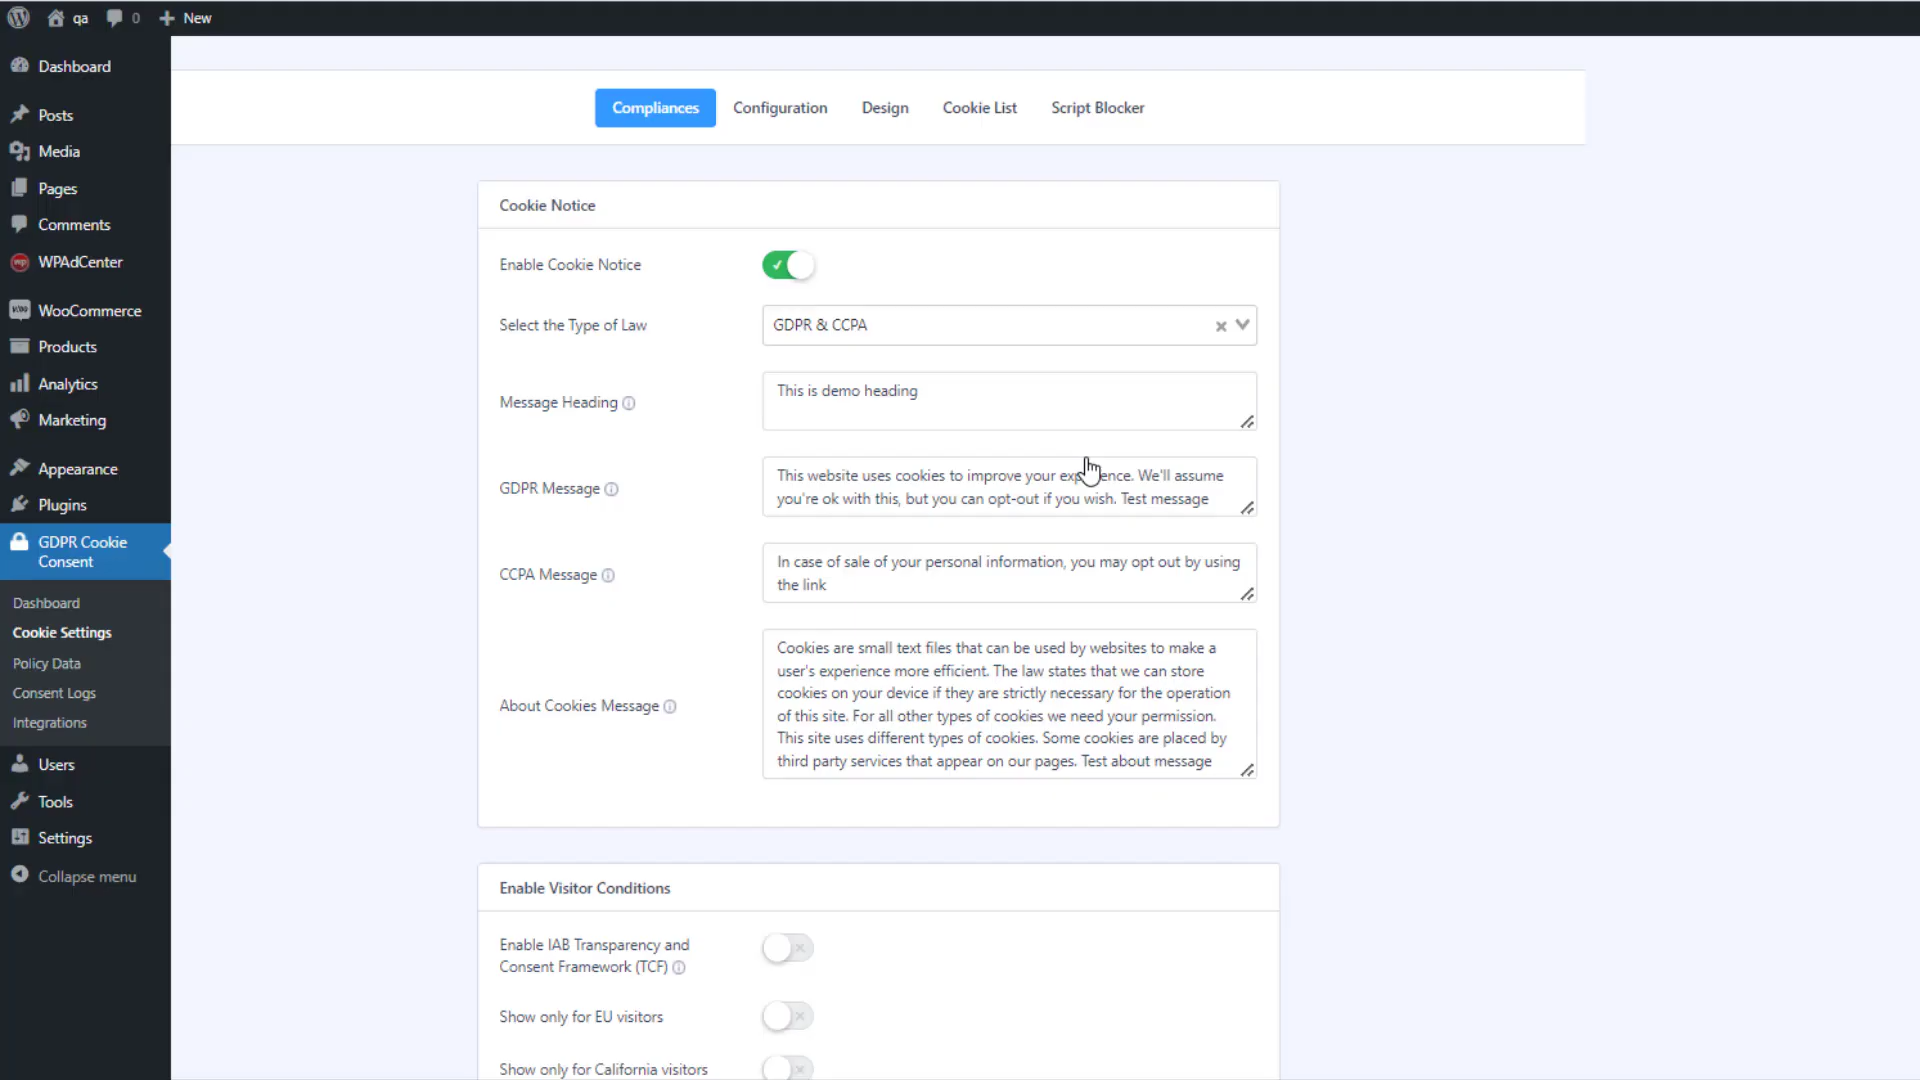 qa 0 New
Dashboard
Posts
Media
Pages
Comments
WPAdCenter
WooCommerce
Products
Analytics
Marketing
Appearance
Plugins
GDPR Cookie
Consent
Dashboard
Cookie Settings
Policy Data
Consent Logs
Integrations
Users
Tools
Settings
Collapse menu
Compliances Configuration Design Cookie List Script Blocker
Cookie Notice
Enable Cookie Notice
Select the Type of Law GDPR & CCPA
Message Heading This is demo heading
GDPR Message
This website uses cookies to improve your experience. We'll assume
you're ok with this, but you can opt-out if you wish. Test message
CCPA Message
In case of sale of your personal information, you may opt out by using
the link
About Cookies Message
Cookies are small text files that can be used by websites to make a
user's experience more efficient. The law states that we can store
cookies on your device if they are strictly necessary for the operation
of this site. For all other types of cookies we need your permission.
This site uses different types of cookies. Some cookies are placed by
third party services that appear on our pages. Test about message
Enable Visitor Conditions
Enable IAB Transparency and
Consent Framework (TCF)
Show only for EU visitors
Show only for California visitors